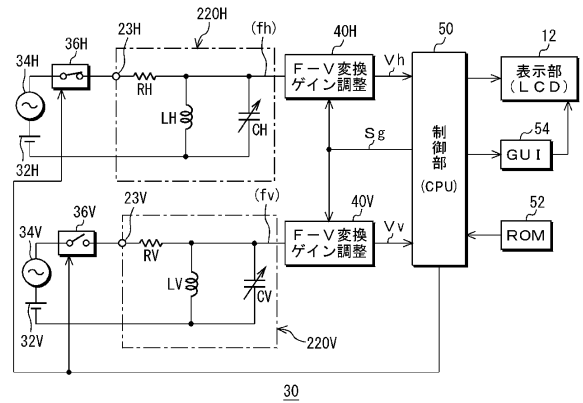 220H
23H
36H
34H
(fh)
40H
50
12
F−V変換
ゲイン調整
Vh
表示部
(LCD)
RH
LH
CH
Sg
制御部
(CPU)
54
GUI
32H
23V
220V
36V
34V
(fv)
40V
52
F−V変換
ゲイン調整
Vv
ROM
RV
LV
CV
32V
30